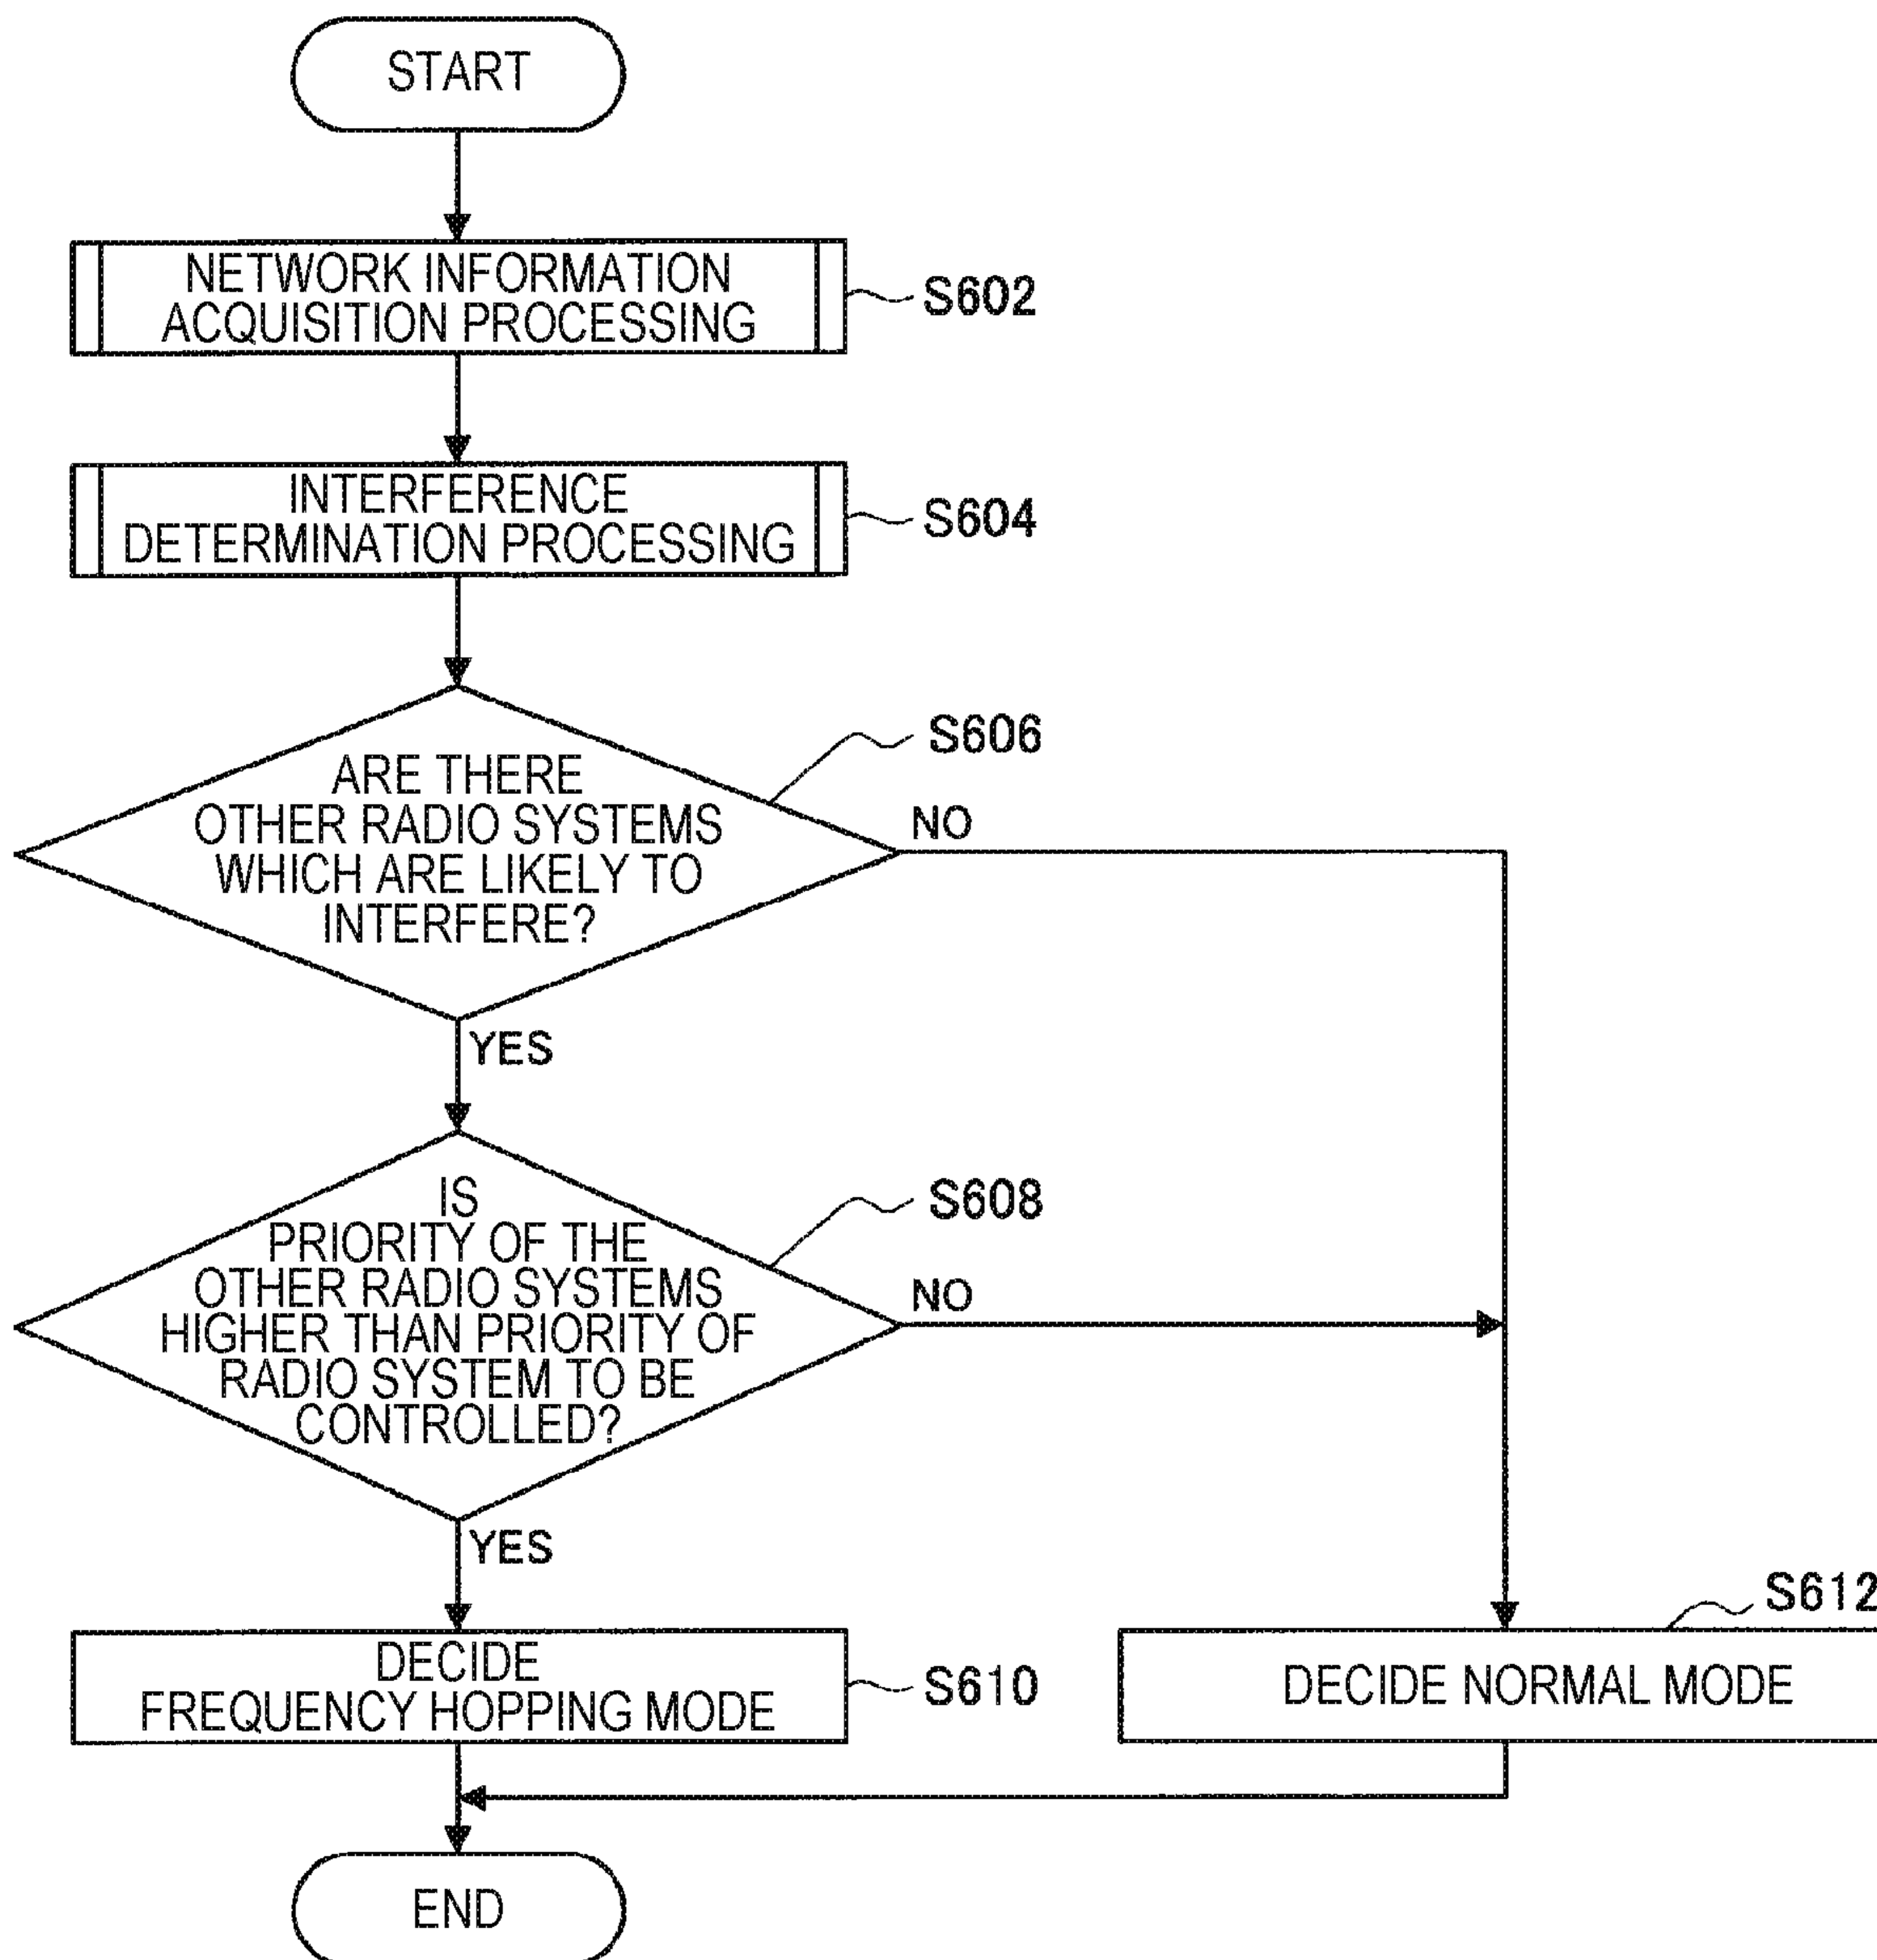 START
NETWORK INFORMATION
ACQUISITION PROCESSING
S602
INTERFERENCE
DETERMINATION PROCESSING
S604
ARE THERE
OTHER RADIO SYSTEMS
WHICH ARE LIKELY TO
INTERFERE?
S606
NO
YES
IS
PRIORITY OF THE
OTHER RADIO SYSTEMS
HIGHER THAN PRIORITY OF
RADIO SYSTEM TO BE
CONTROLLED?
S608
NO
YES
DECIDE
FREQUENCY HOPPING MODE
S610
DECIDE NORMAL MODE
S612
END